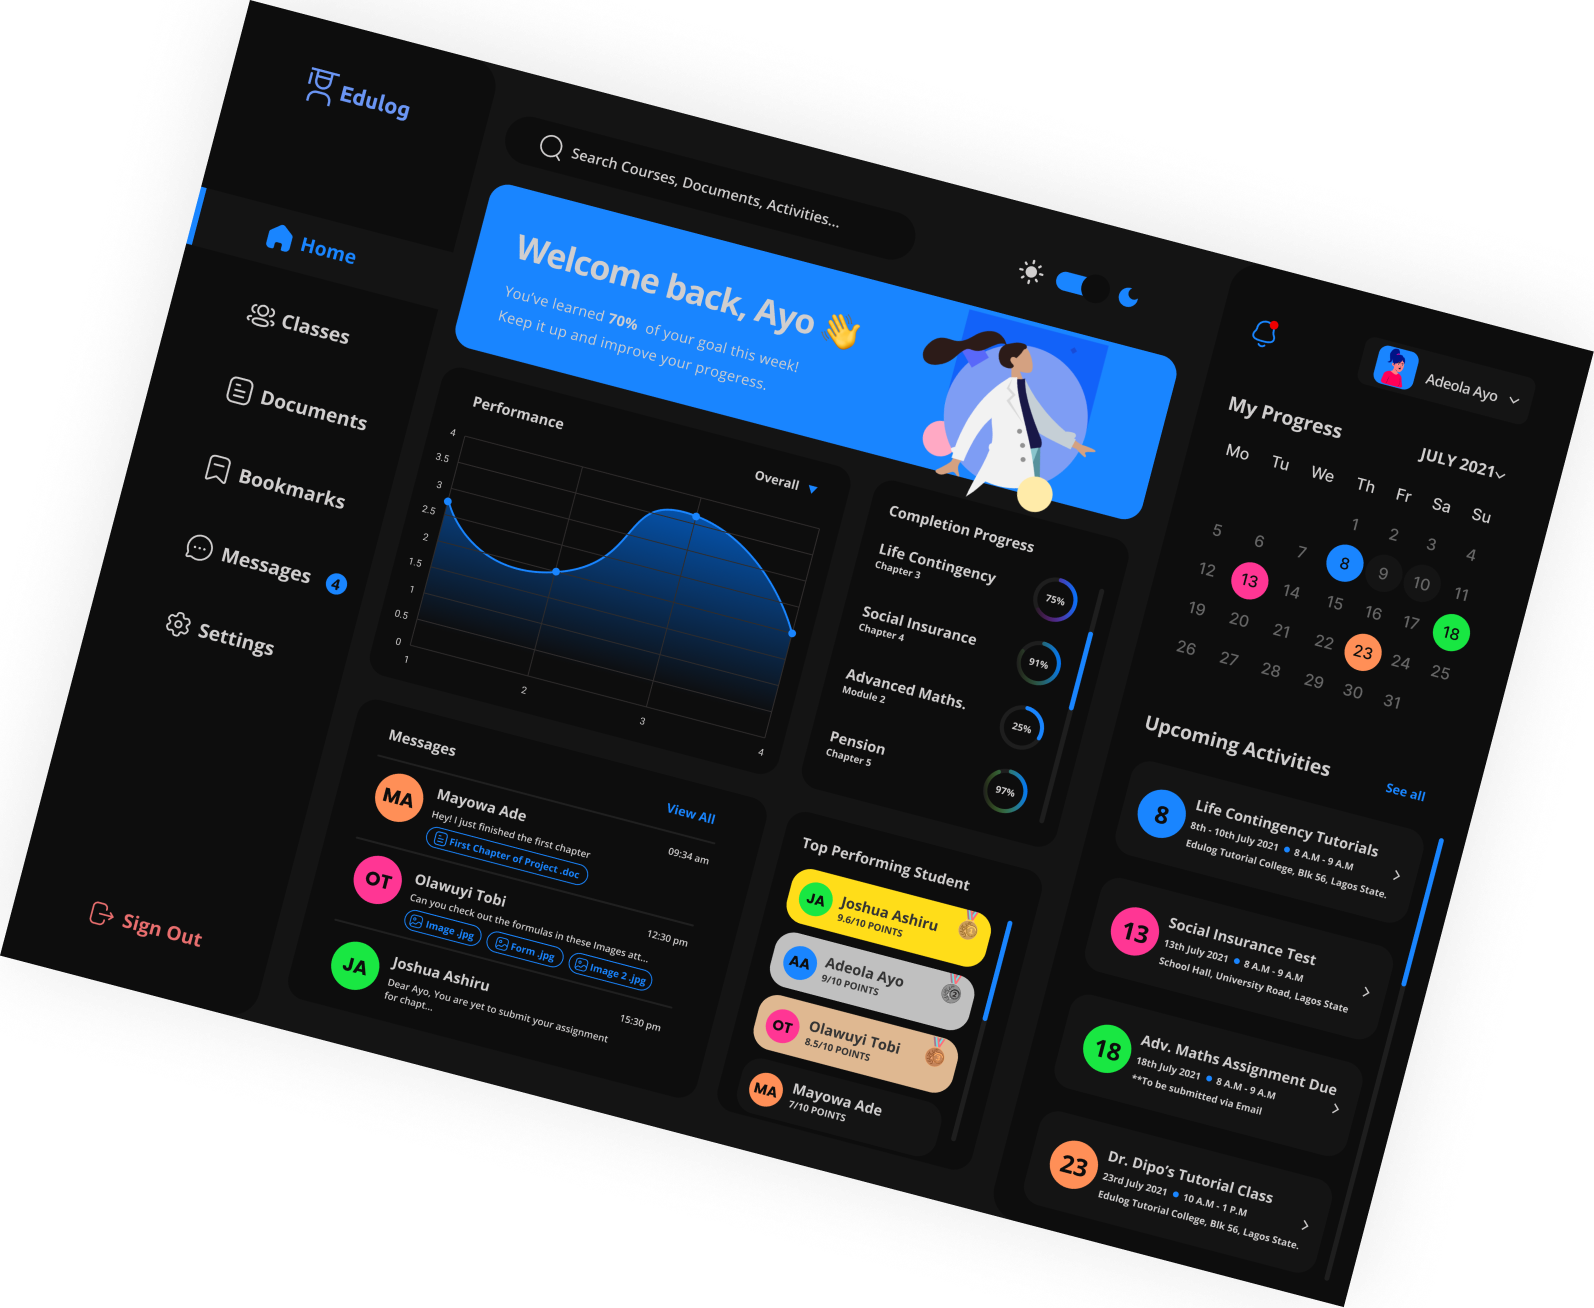 Edulog
Home
Classes
Documents
Bookmarks
Messages 4
Settings
Sign Out
Search Courses, Documents, Activities...
Welcome back, Ayo 👋
You've learned 70% of your goal this week!
Keep it up and improve your progeress.
Performance
Overall
4
3.5
3
2.5
2
1.5
1
0.5
0
1
2
3
4
Completion Progress
Life Contingency
Chapter 3
75%
Social Insurance
Chapter 4
91%
Advanced Maths.
Module 2
25%
Pension
Chapter 5
97%
Messages
View All
MA
Mayowa Ade
Hey! I just finished the first chapter
09:34 am
First Chapter of Project .doc
OT
Olawuyi Tobi
Can you check out the formulas in these Images att...
12:30 pm
Image .jpg
Form .jpg
Image 2 .jpg
JA
Joshua Ashiru
Dear Ayo, You are yet to submit your assignment
for chapt...
15:30 pm
Top Performing Student
JA
Joshua Ashiru
9.6/10 POINTS
1
AA
Adeola Ayo
9/10 POINTS
2
OT
Olawuyi Tobi
8.5/10 POINTS
MA
Mayowa Ade
7/10 POINTS
Adeola Ayo
My Progress
JULY 2021
Mo Tu We Th Fr Sa Su
1 2 3 4
5 6 7 8 9 10 11
12 13 14 15 16 17 18
19 20 21 22 23 24 25
26 27 28 29 30 31
Upcoming Activities
See all
8
Life Contingency Tutorials
8th - 10th July 2021 • 8 A.M - 9 A.M
Edulog Tutorial College, Blk 56, Lagos State.
13
Social Insurance Test
13th July 2021 • 8 A.M - 9 A.M
School Hall, University Road, Lagos State
18
Adv. Maths Assignment Due
18th July 2021 • 8 A.M - 9 A.M
**To be submitted via Email
23
Dr. Dipo's Tutorial Class
23rd July 2021 • 10 A.M - 1 P.M
Edulog Tutorial College, Blk 56, Lagos State.